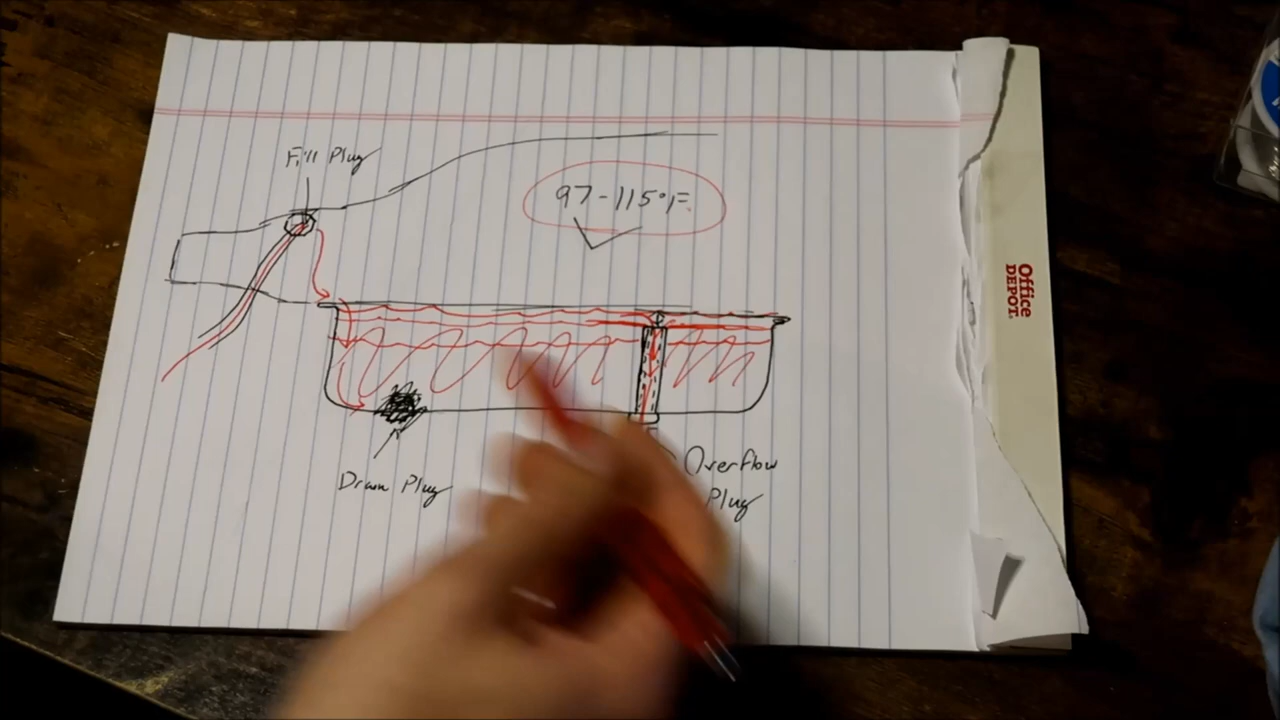 Fill Plug
97-115°F
Drain Plug
Overflow
Plug
Office
DEPOT